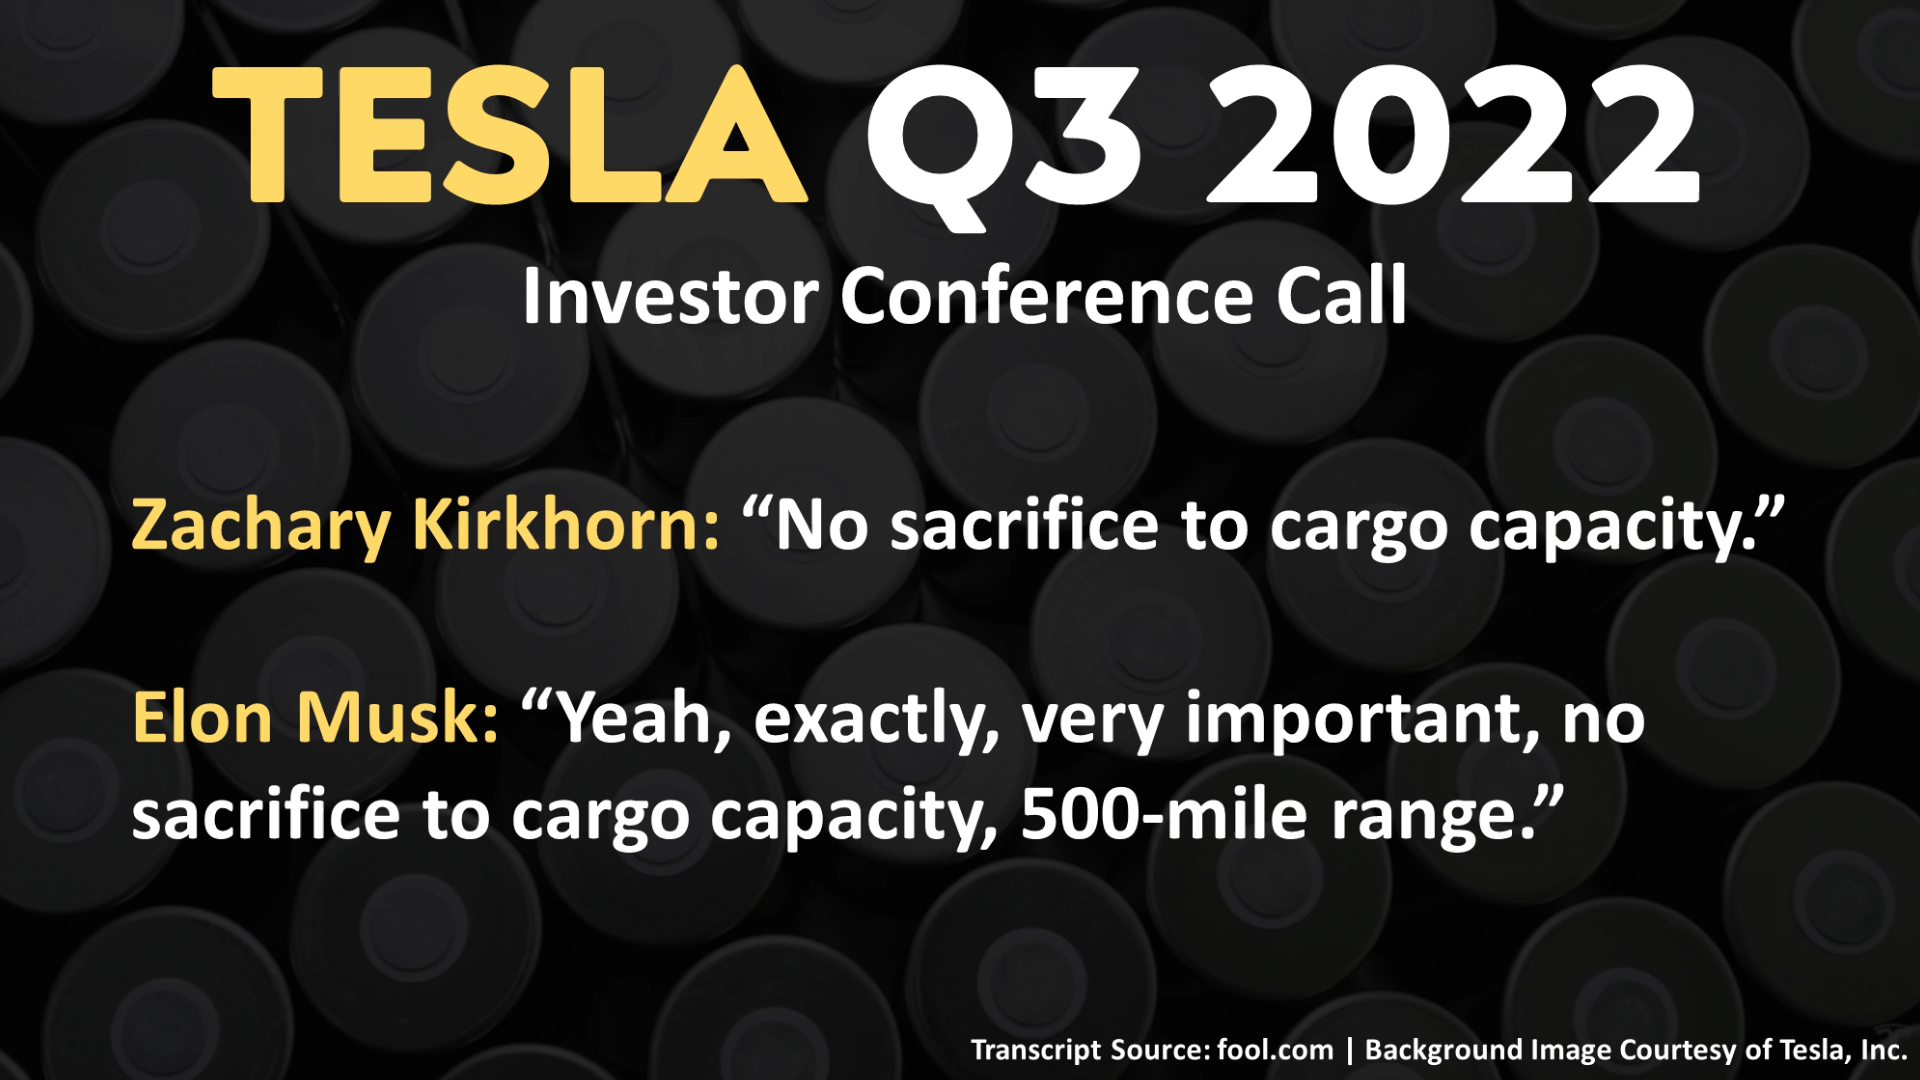 TESLA Q3 2022
Investor Conference Call
Zachary Kirkhorn: “No sacrifice to cargo capacity.”
Elon Musk: “Yeah, exactly, very important, no
sacrifice to cargo capacity, 500-mile range.”
Transcript Source: fool.com | Background Image Courtesy of Tesla, Inc.